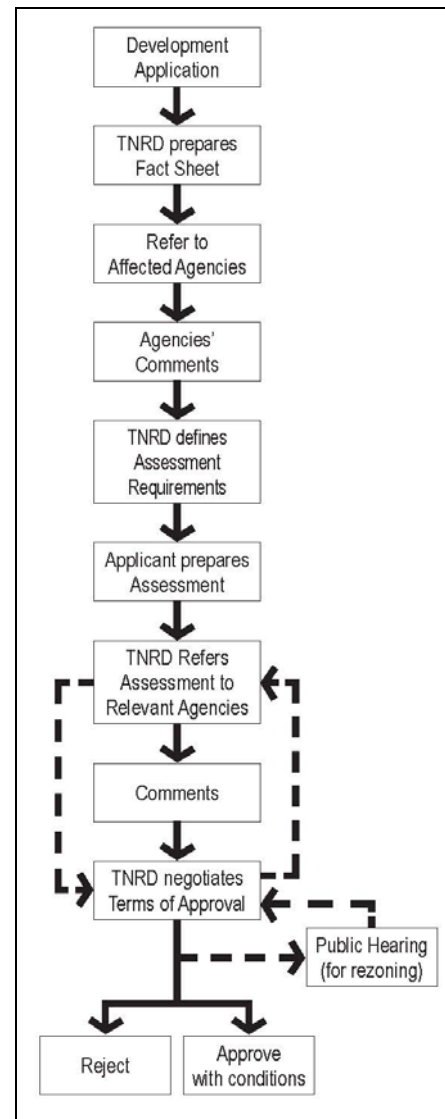 Development
Application
TNRD prepares
Fact Sheet
Refer to
Affected Agencies
Agencies'
Comments
TNRD defines
Assessment
Requirements
Applicant prepares
Assessment
TNRD Refers
Assessment to
Relevant Agencies
Comments
TNRD negotiates
Terms of Approval
Public Hearing
(for rezoning)
Reject
Approve
with conditions